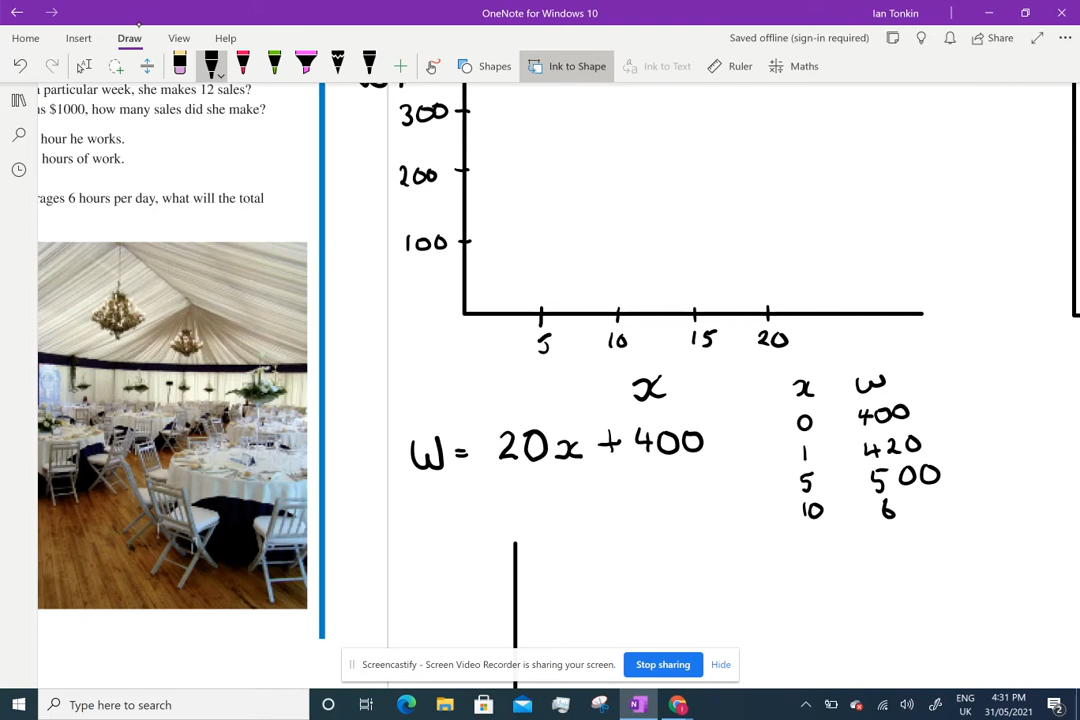 OneNote for Windows 10
Ian Tonkin
Home Insert Draw View Help
Saved offline (sign-in required)
Share
Shapes
Ink to Shape
Ink to Text
Ruler
Maths
particular week, she makes 12 sales?
ns $1000, how many sales did she make?
hour he works.
hours of work.
rages 6 hours per day, what will the total
300
200
100
5 10 15 20
x
W = 20x + 400
x W
0 400
1 420
5 500
10 6
Screencastify - Screen Video Recorder is sharing your screen.
Stop sharing
Hide
Type here to search
ENG
UK
4:31 PM
31/05/2021
2